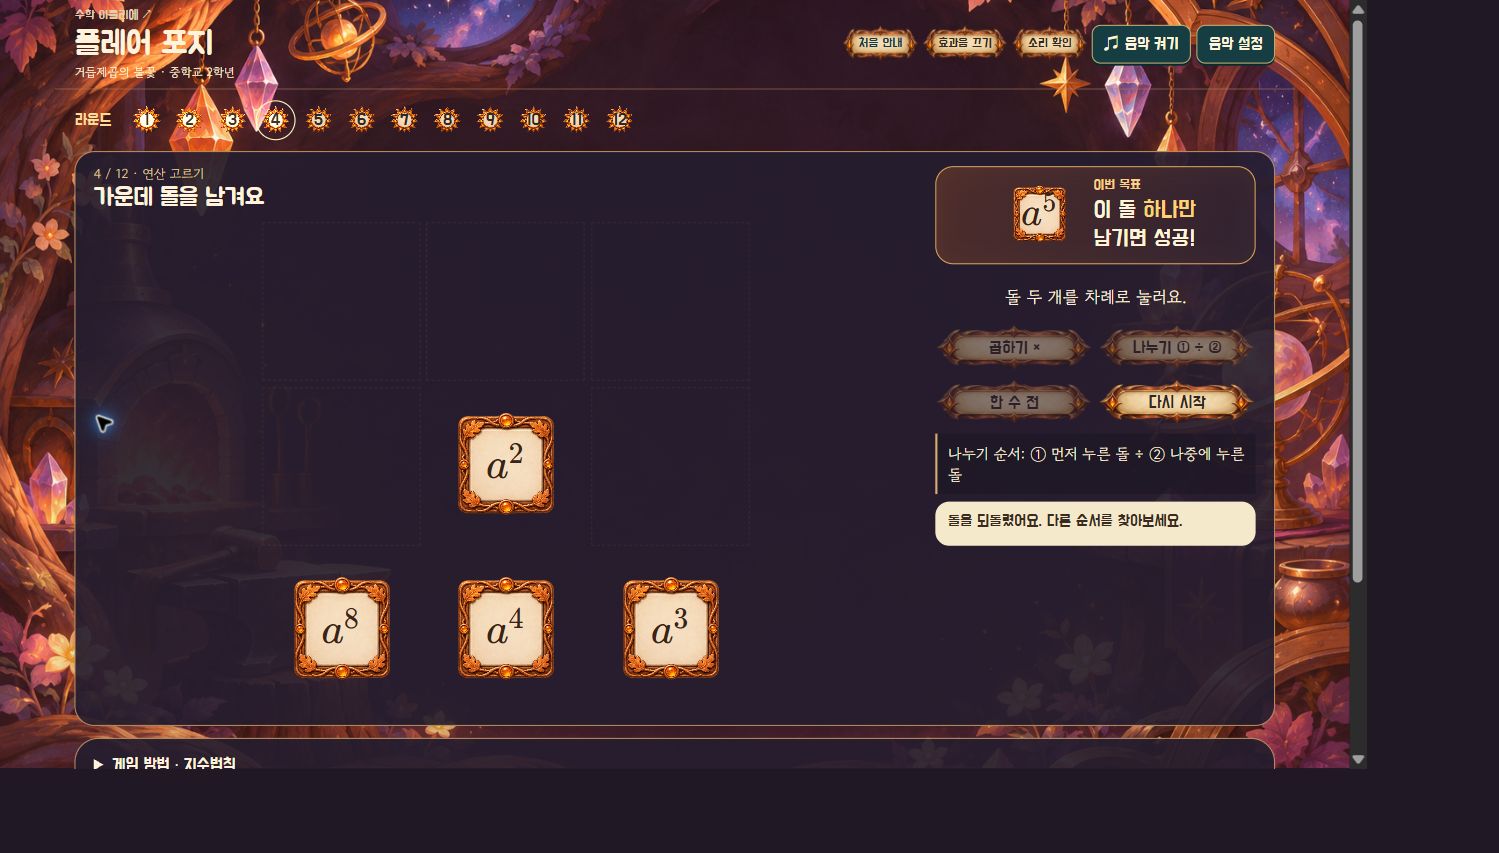 수학 아틀리에 ↗
플레어 포지
거듭제곱의 불꽃 · 중학교 2학년
처음 안내
효과음 끄기
소리 확인
음악 켜기
음악 설정
라운드
1 2 3 4 5 6 7 8 9 10 11 12
4 / 12 · 연산 고르기
가운데 돌을 남겨요
이번 목표
a⁵
이 돌 하나만
남기면 성공!
돌 두 개를 차례로 눌러요.
곱하기 ×
나누기 ① ÷ ②
한 수 전
다시 시작
나누기 순서: ① 먼저 누른 돌 ÷ ② 나중에 누른
돌
돌을 되돌렸어요. 다른 순서를 찾아보세요.
a²
a⁸ a⁴ a³
▶ 게임 방법 · 지수법칙